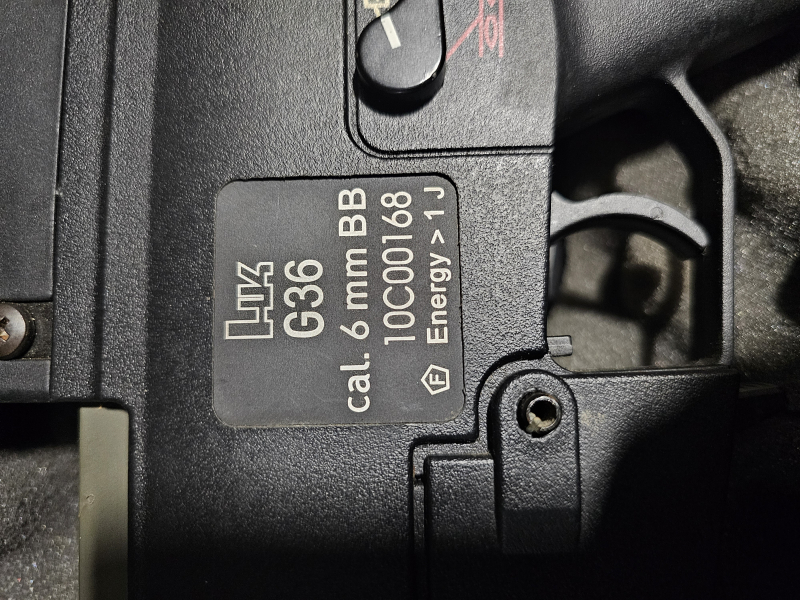 HK
G36
cal. 6 mm BB
10C00168
F Energy > 1 J